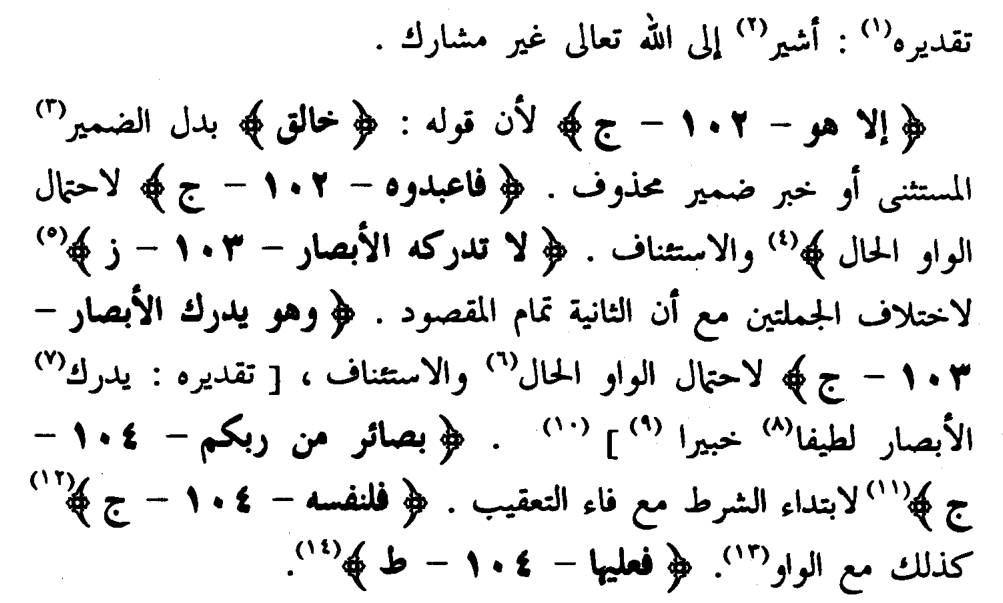 تقديره(١) : أشير(٢) إلى الله تعالى غير مشارك .
﴿ إلا هو – ١٠٢ – ج ﴾ لأن قوله : ﴿ خالق ﴾ بدل الضمير(٣)
المستثنى أو خبر ضمير محذوف . ﴿ فاعبدوه – ١٠٢ – ج ﴾ لاحتمال
الواو الحال ﴾(٤) والاستئناف . ﴿ لا تدركه الأبصار – ١٠٣ – ز ﴾(٥)
لاختلاف الجملتين مع أن الثانية تمام المقصود . ﴿ وهو يدرك الأبصار –
١٠٣ – ج ﴾ لاحتمال الواو الحال(٦) والاستئناف ، [ تقديره : يدرك(٧)
الأبصار لطيفا(٨) خبيرا (٩) ] (١٠) . ﴿ بصائر من ربكم – ١٠٤ –
ج ﴾(١١) لابتداء الشرط مع فاء التعقيب . ﴿ فلنفسه – ١٠٤ – ج ﴾(١٢)
كذلك مع الواو(١٣). ﴿ فعليها – ١٠٤ – ط ﴾(١٤).